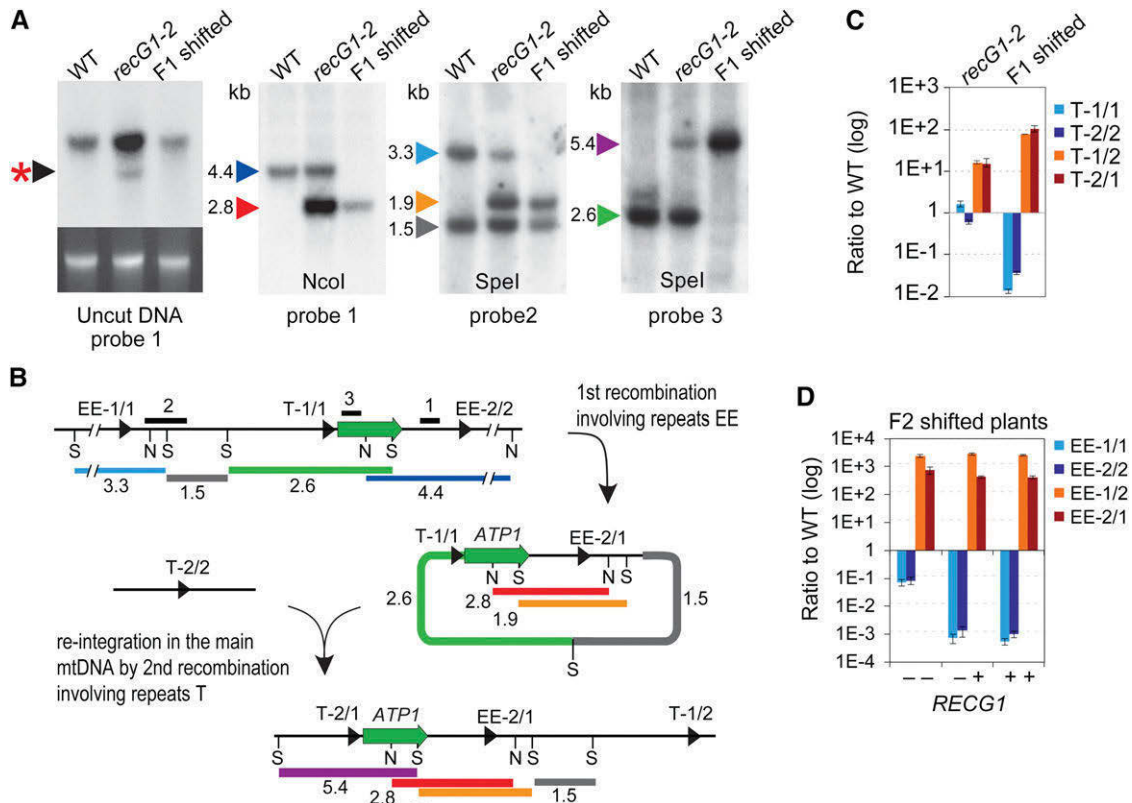 A
WT
recG1-2
F1 shifted
*
Uncut DNA
probe 1
kb
WT
recG1-2
F1 shifted
4.4
2.8
NcoI
probe 1
kb
WT
recG1-2
F1 shifted
3.3
1.9
1.5
SpeI
probe2
kb
WT
recG1-2
F1 shifted
5.4
2.6
SpeI
probe 3
B
EE-1/1
2
T-1/1
3
1
EE-2/2
S
N
S
S
N
S
N
3.3
1.5
2.6
4.4
1st recombination
involving repeats EE
T-1/1
ATP1
EE-2/1
N
S
N
S
2.6
2.8
1.9
1.5
S
T-2/2
re-integration in the main
mtDNA by 2nd recombination
involving repeats T
T-2/1
ATP1
EE-2/1
T-1/2
S
N
S
N
S
S
5.4
2.8
1.5
C
recG1-2
F1 shifted
Ratio to WT (log)
1E+3
1E+2
1E+1
1
1E-1
1E-2
T-1/1
T-2/2
T-1/2
T-2/1
D
F2 shifted plants
Ratio to WT (log)
1E+4
1E+3
1E+2
1E+1
1
1E-1
1E-2
1E-3
1E-4
EE-1/1
EE-2/2
EE-1/2
EE-2/1
– – – + + +
RECG1